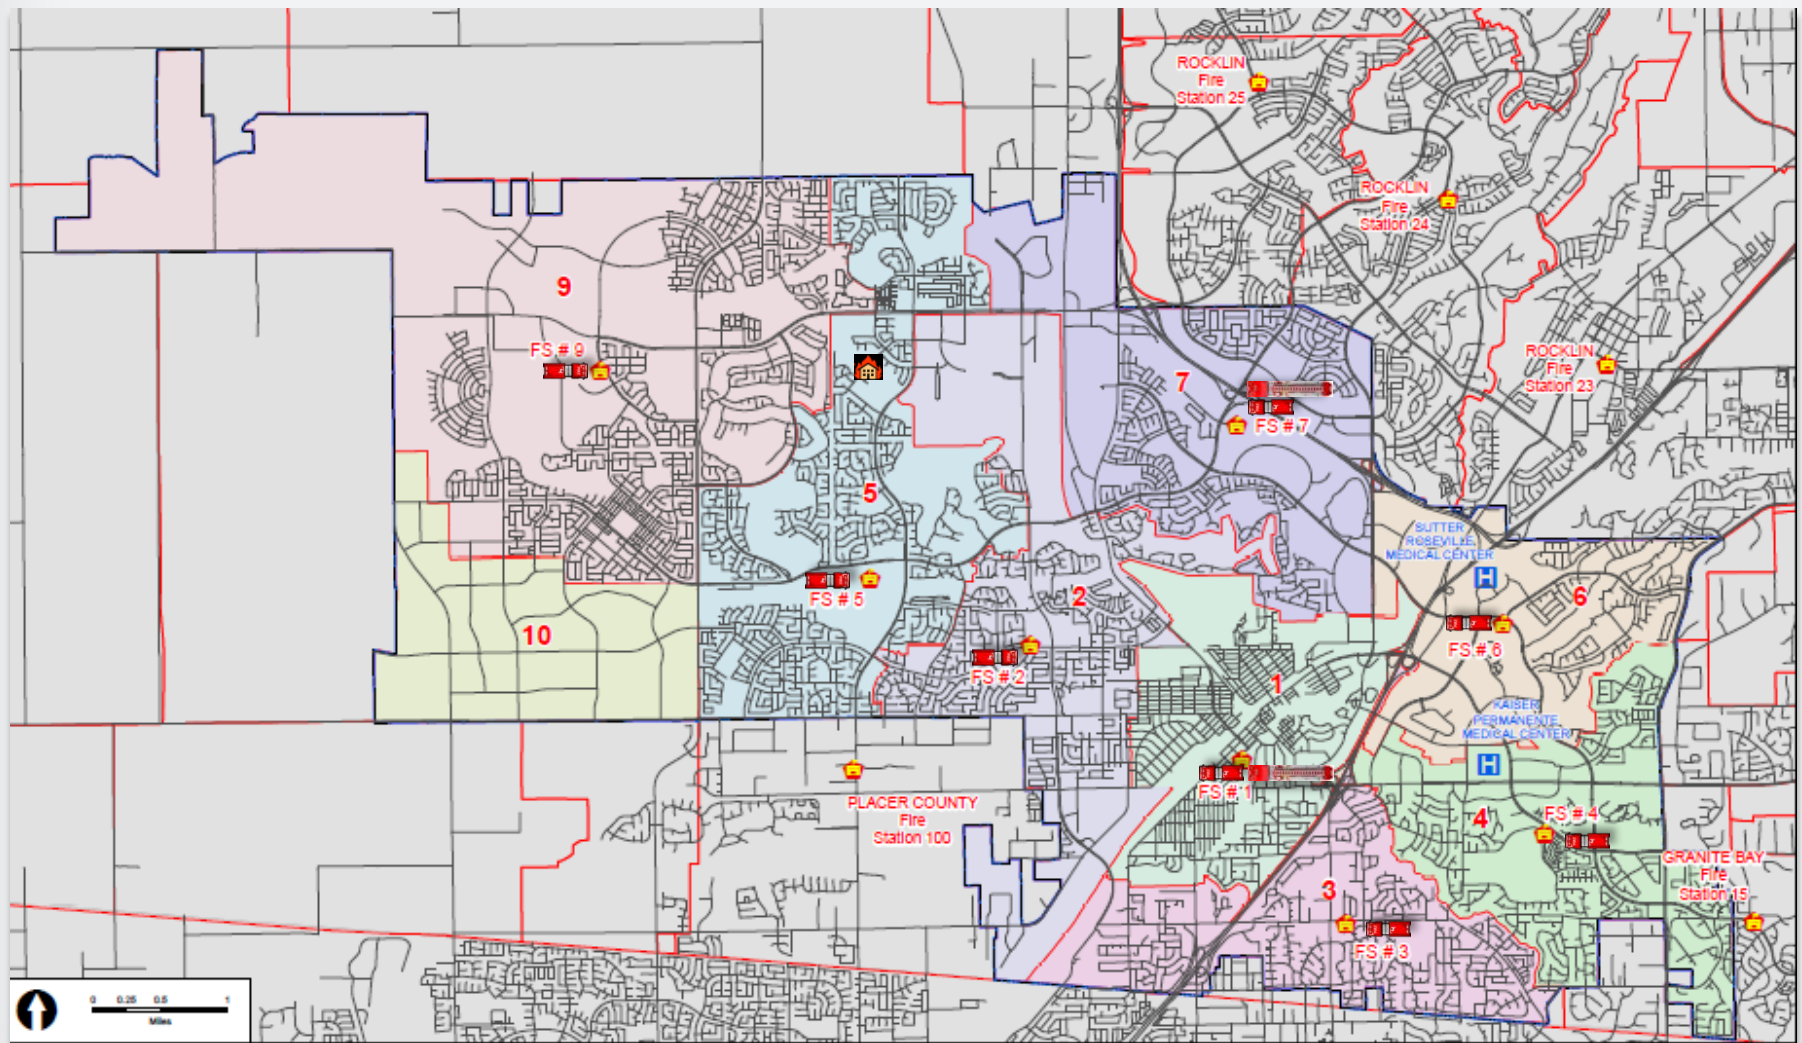 ROCKLIN
Fire
Station 25
ROCKLIN
Fire
Station 24
9
FS # 9
7
FS # 7
ROCKLIN
Fire
Station 23
5
SUTTER
ROSEVILLE
MEDICAL CENTER
H
FS # 5
2
6
10
FS # 2
FS # 6
1
KAISER
PERMANENTE
MEDICAL CENTER
H
FS # 1
PLACER COUNTY
Fire
Station 100
4
FS # 4
GRANITE BAY
Fire
Station 15
3
FS # 3
0 0.25 0.5 1
Miles